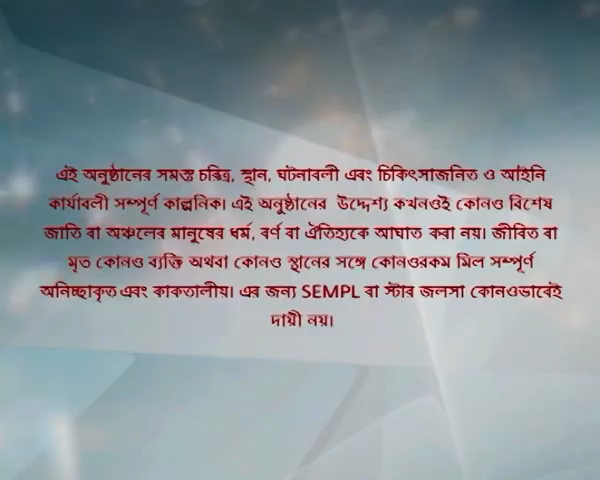 এই অনুষ্ঠানের সমস্ত চরিত্র, স্থান, ঘটনাবলী এবং চিকিৎসাজনিত ও আইনি
কার্যাবলী সম্পূর্ণ কাল্পনিক। এই অনুষ্ঠানের উদ্দেশ্য কখনওই কোনও বিশেষ
জাতি বা অঞ্চলের মানুষের ধর্ম, বর্ণ বা ঐতিহ্যকে আঘাত করা নয়। জীবিত বা
মৃত কোনও ব্যক্তি অথবা কোনও স্থানের সঙ্গে কোনওরকম মিল সম্পূর্ণ
অনিচ্ছাকৃত এবং কাকতালীয়। এর জন্য SEMPL বা স্টার জলসা কোনওভাবেই
দায়ী নয়।